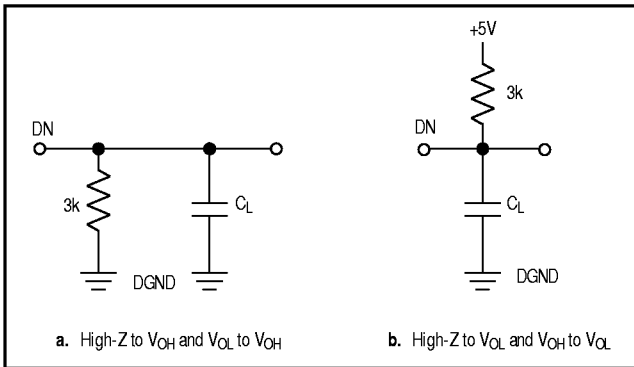 +5V
3k
DN
DN
3k
CL
CL
DGND
DGND
a. High-Z to VOH and VOL to VOH
b. High-Z to VOL and VOH to VOL